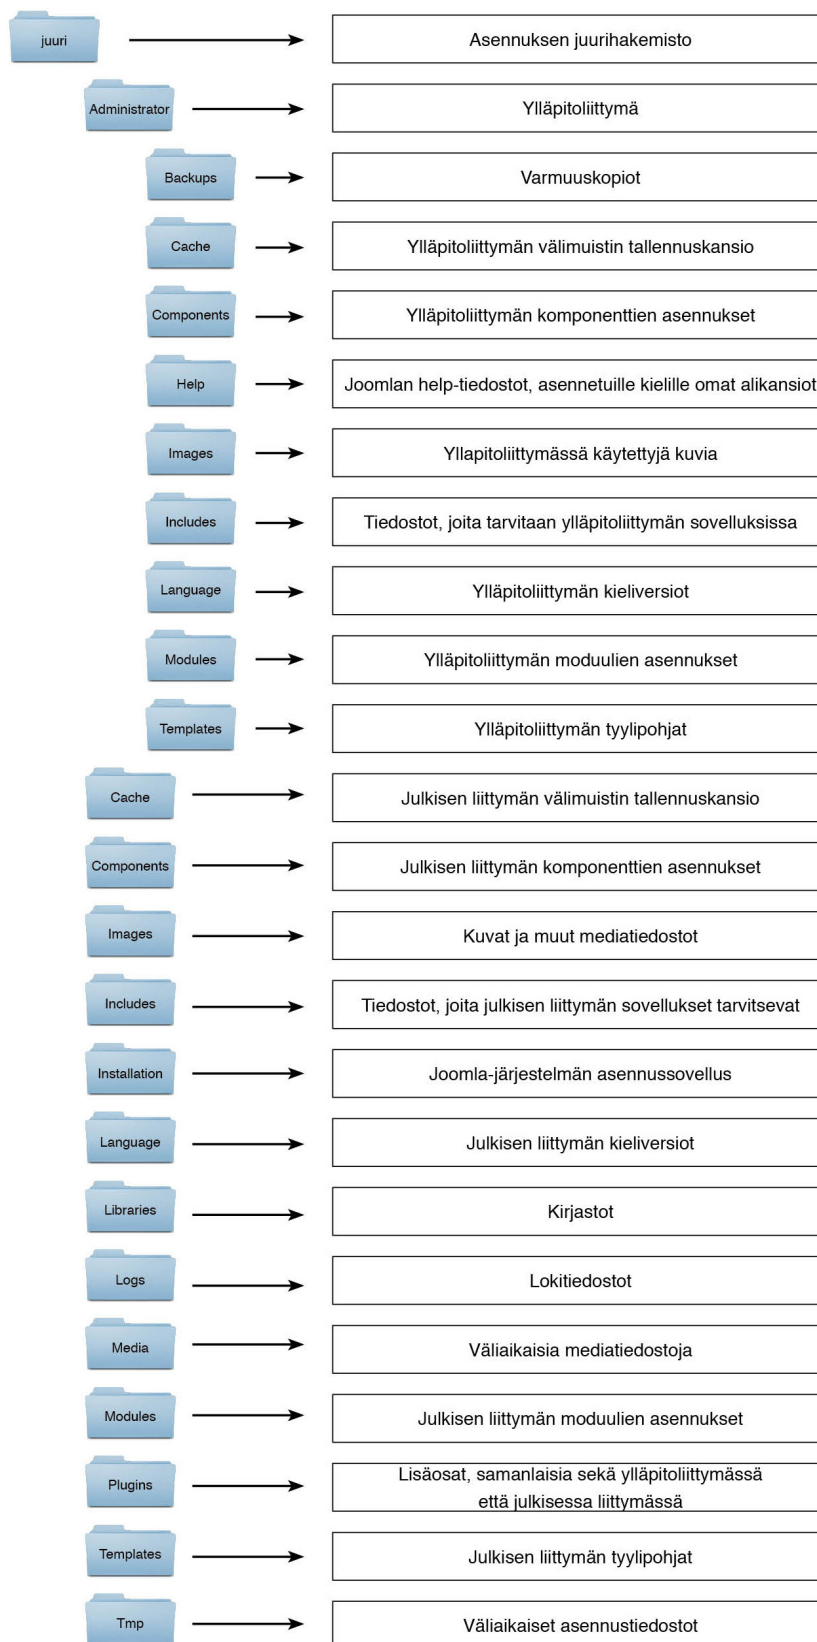 juuri
Asennuksen juurihakemisto
Administrator
Ylläpitoliittymä
Backups
Varmuuskopiot
Cache
Ylläpitoliittymän välimuistin tallennuskansio
Components
Ylläpitoliittymän komponenttien asennukset
Help
Joomlan help-tiedostot, asennetuille kielille omat alikansiot
Images
Yllapitoliittymässä käytettyjä kuvia
Includes
Tiedostot, joita tarvitaan ylläpitoliittymän sovelluksissa
Language
Ylläpitoliittymän kieliversiot
Modules
Ylläpitoliittymän moduulien asennukset
Templates
Ylläpitoliittymän tyylipohjat
Cache
Julkisen liittymän välimuistin tallennuskansio
Components
Julkisen liittymän komponenttien asennukset
Images
Kuvat ja muut mediatiedostot
Includes
Tiedostot, joita julkisen liittymän sovellukset tarvitsevat
Installation
Joomla-järjestelmän asennussovellus
Language
Julkisen liittymän kieliversiot
Libraries
Kirjastot
Logs
Lokitiedostot
Media
Väliaikaisia mediatiedostoja
Modules
Julkisen liittymän moduulien asennukset
Plugins
Lisäosat, samanlaisia sekä ylläpitoliittymässä
että julkisessa liittymässä
Templates
Julkisen liittymän tyylipohjat
Tmp
Väliaikaiset asennustiedostot